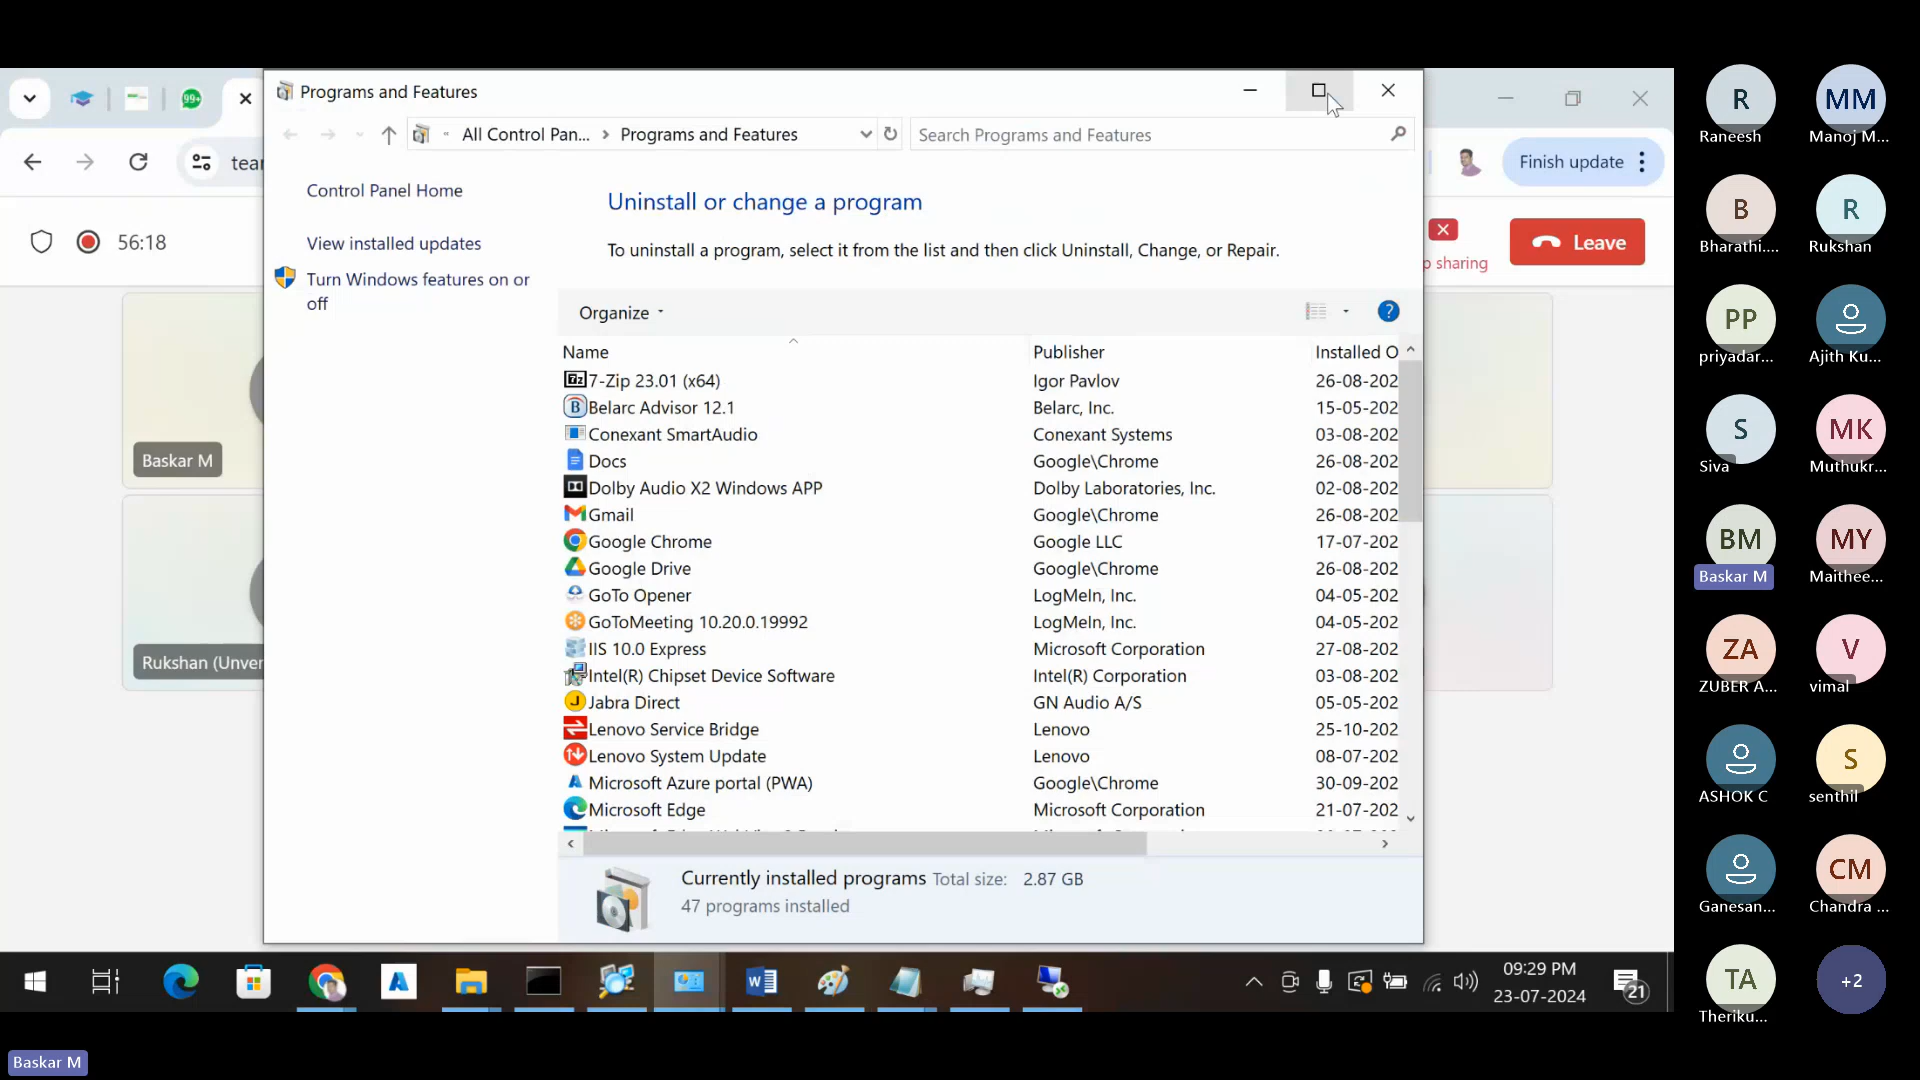 Programs and Features
All Control Pan... > Programs and Features
Search Programs and Features
Control Panel Home
View installed updates
Turn Windows features on or
off
Uninstall or change a program
To uninstall a program, select it from the list and then click Uninstall, Change, or Repair.
Organize
Name Publisher Installed O
7-Zip 23.01 (x64) Igor Pavlov 26-08-202
Belarc Advisor 12.1 Belarc, Inc. 15-05-202
Conexant SmartAudio Conexant Systems 03-08-202
Docs Google\Chrome 26-08-202
Dolby Audio X2 Windows APP Dolby Laboratories, Inc. 02-08-202
Gmail Google\Chrome 26-08-202
Google Chrome Google LLC 17-07-202
Google Drive Google\Chrome 26-08-202
GoTo Opener LogMeIn, Inc. 04-05-202
GoToMeeting 10.20.0.19992 LogMeIn, Inc. 04-05-202
IIS 10.0 Express Microsoft Corporation 27-08-202
Intel(R) Chipset Device Software Intel(R) Corporation 03-08-202
Jabra Direct GN Audio A/S 05-05-202
Lenovo Service Bridge Lenovo 25-10-202
Lenovo System Update Lenovo 08-07-202
Microsoft Azure portal (PWA) Google\Chrome 30-09-202
Microsoft Edge Microsoft Corporation 21-07-202
Currently installed programs Total size: 2.87 GB
47 programs installed
99+
tear
Finish update
56:18
p sharing
Leave
Baskar M
Rukshan (Unver
09:29 PM
23-07-2024
21
R MM
Raneesh Manoj M...
B R
Bharathi.... Rukshan
PP
priyadar... Ajith Ku...
S MK
Siva Muthukr...
BM MY
Baskar M Maithee...
ZA V
ZUBER A... vimal
S
ASHOK C senthil
CM
Ganesan... Chandra ...
TA +2
Theriku...
Baskar M